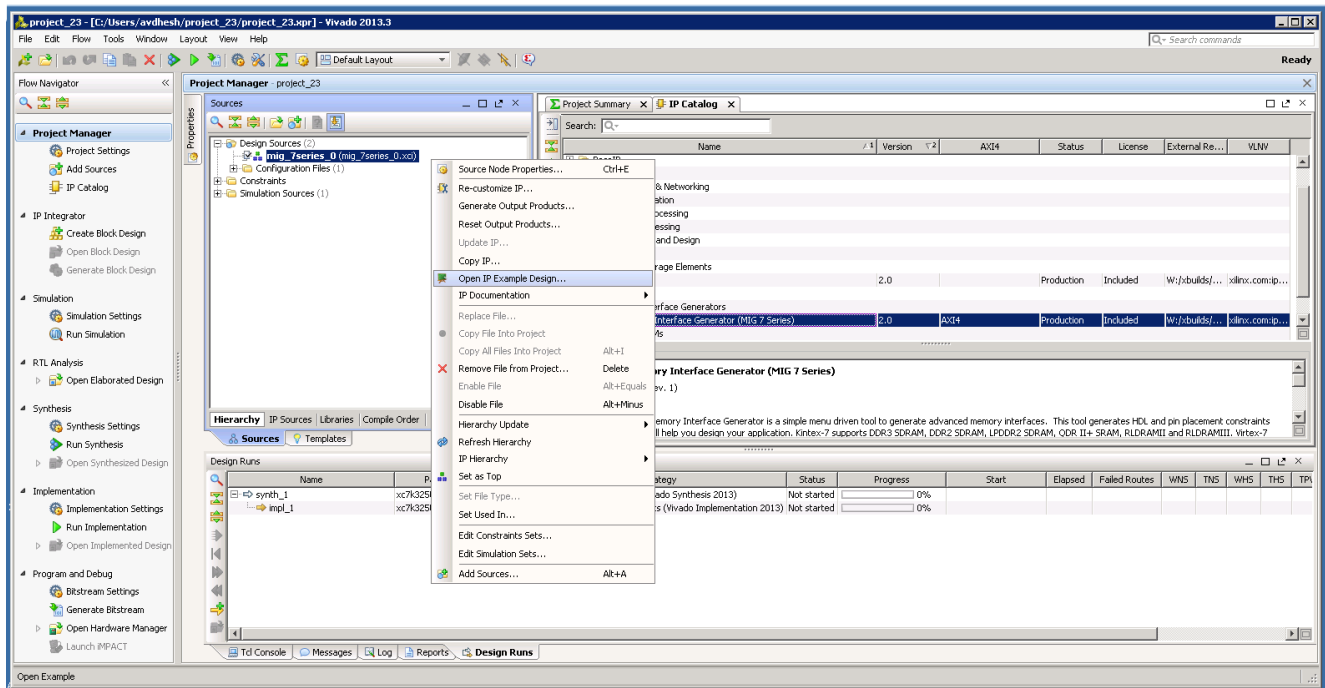 project_23 - [C:/Users/avdhesh/project_23/project_23.xpr] - Vivado 2013.3
File Edit Flow Tools Window Layout View Help
Search commands
Default Layout
Ready
Flow Navigator
Project Manager
Project Settings
Add Sources
IP Catalog
IP Integrator
Create Block Design
Open Block Design
Generate Block Design
Simulation
Simulation Settings
Run Simulation
RTL Analysis
Open Elaborated Design
Synthesis
Synthesis Settings
Run Synthesis
Open Synthesized Design
Implementation
Implementation Settings
Run Implementation
Open Implemented Design
Program and Debug
Bitstream Settings
Generate Bitstream
Open Hardware Manager
Launch iMPACT
Project Manager - project_23
Properties
Sources
Design Sources (2)
mig_7series_0 (mig_7series_0.xci)
Configuration Files (1)
Constraints
Simulation Sources (1)
Hierarchy IP Sources Libraries Compile Order
Sources Templates
Source Node Properties... Ctrl+E
Re-customize IP...
Generate Output Products...
Reset Output Products...
Update IP...
Copy IP...
Open IP Example Design...
IP Documentation
Replace File...
Copy File Into Project
Copy All Files Into Project Alt+I
Remove File from Project... Delete
Enable File Alt+Equals
Disable File Alt+Minus
Hierarchy Update
Refresh Hierarchy
IP Hierarchy
Set as Top
Set File Type...
Set Used In...
Edit Constraints Sets...
Edit Simulation Sets...
Add Sources... Alt+A
Project Summary IP Catalog
Search:
Name 1 Version 2 AXI4 Status License External Re... VLNV
& Networking
and Design
rage Elements
2.0 Production Included W:/xbuilds/... xilinx.com:ip...
erface Generators
Interface Generator (MIG 7 Series) 2.0 AXI4 Production Included W:/xbuilds/... xilinx.com:ip...
ory Interface Generator (MIG 7 Series)
ev. 1)
emory Interface Generator is a simple menu driven tool to generate advanced memory interfaces. This tool generates HDL and pin placement constraints
ll help you design your application. Kintex-7 supports DDR3 SDRAM, DDR2 SDRAM, LPDDR2 SDRAM, QDR II+ SRAM, RLDRAMII and RLDRAMIII. Virtex-7
Design Runs
Name P ategy Status Progress Start Elapsed Failed Routes WNS TNS WHS THS TP
synth_1 xc7k325 ado Synthesis 2013) Not started 0%
impl_1 xc7k325 s (Vivado Implementation 2013) Not started 0%
Tcl Console Messages Log Reports Design Runs
Open Example